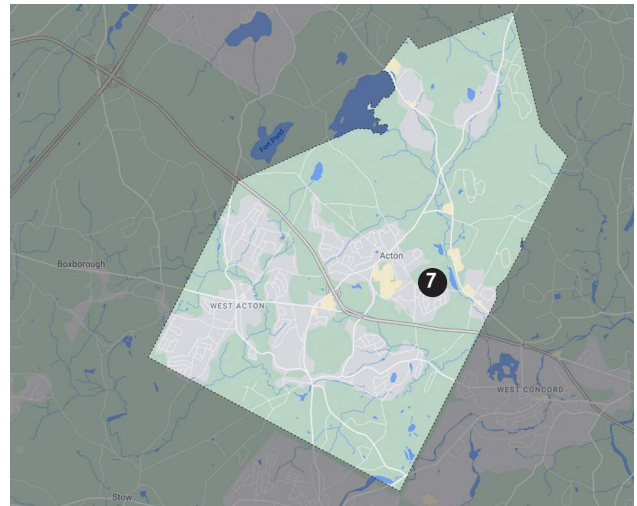 Fort Pond
Acton
7
Boxborough
WEST ACTON
WEST CONCORD
Stow